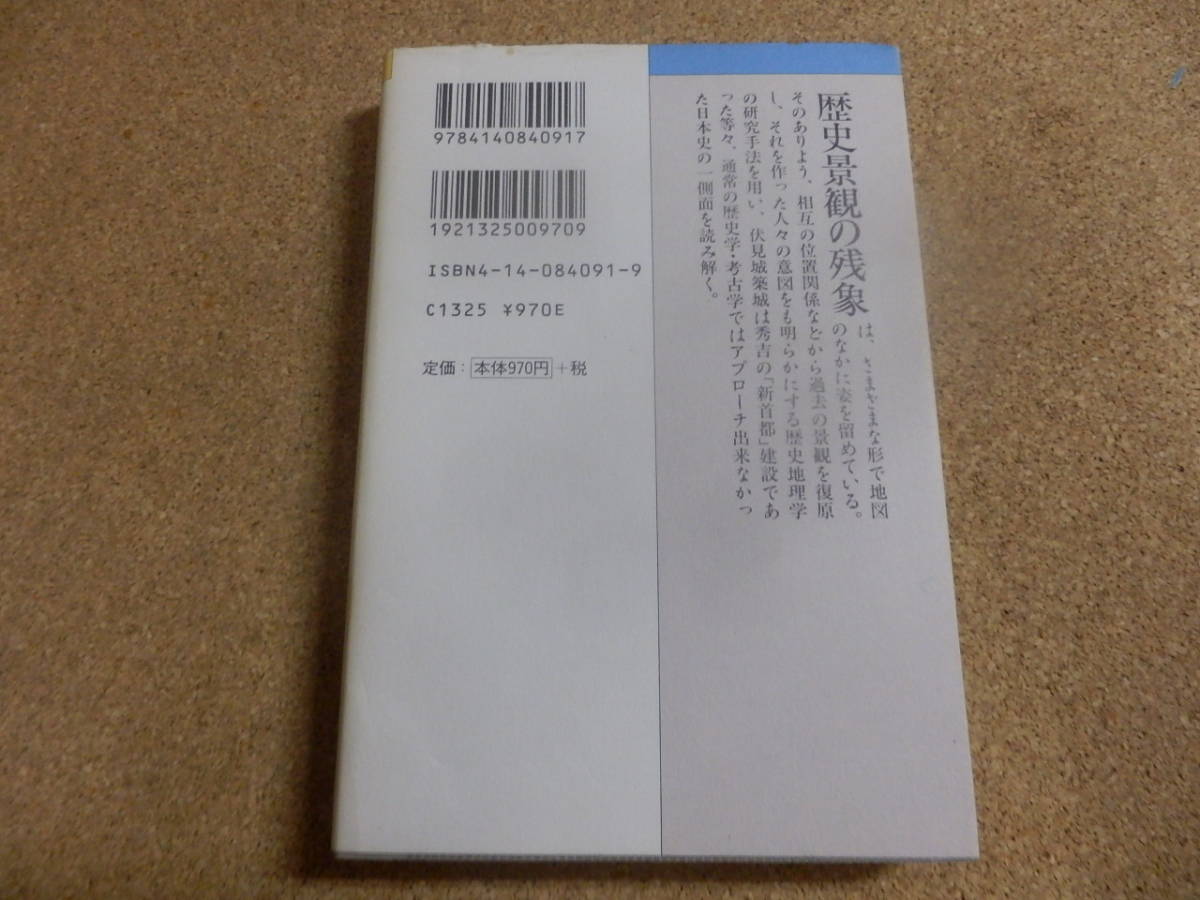 歴史景観の残象
は、さまざまな形で地図
のなかに姿を留めている。
そのありよう、相互の位置関係などから過去の景観を復原
し、それを作った人々の意図をも明らかにする歴史地理学
の研究手法を用い、伏見城築城は秀吉の「新首都」建設であ
った等々、通常の歴史学・考古学ではアプローチ出来なかっ
た日本史の一側面を読み解く。
9784140840917
1921325009709
ISBN4-14-084091-9
C1325 ¥970E
定価：本体970円＋税